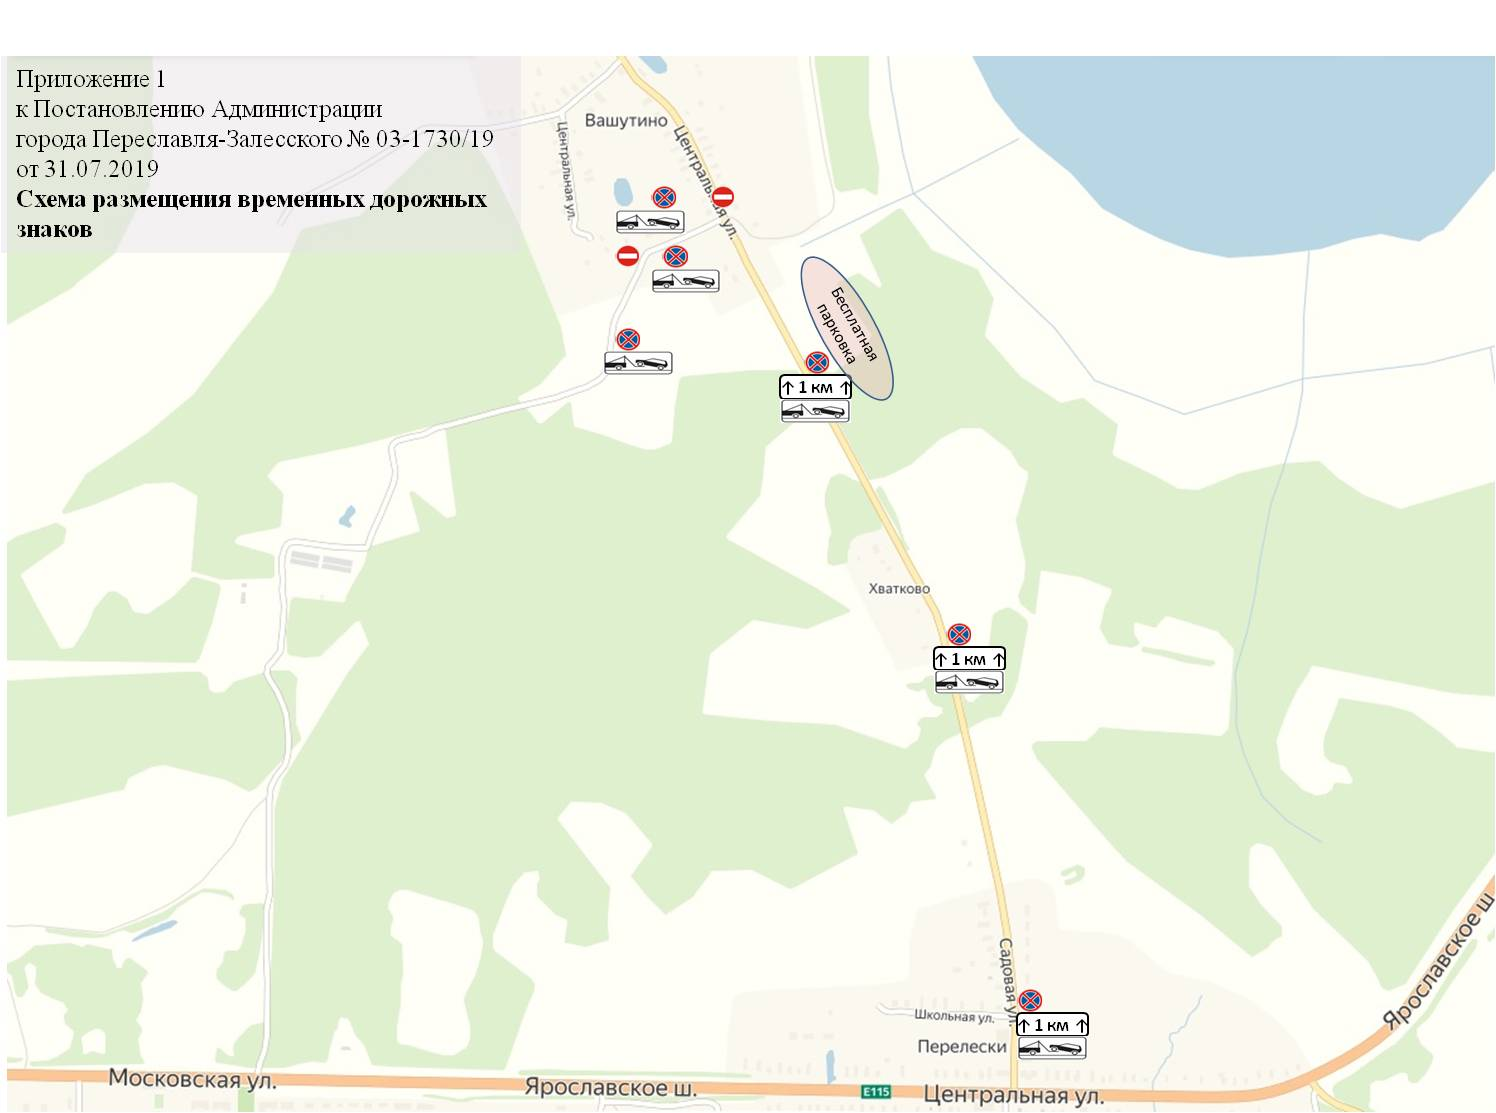 Приложение 1
к Постановлению Администрации
города Переславля-Залесского № 03-1730/19
от 31.07.2019
Схема размещения временных дорожных
знаков
Вашутино
Центральная ул.
Центральная ул.
Бесплатная
парковка
↑ 1 км ↑
Хватково
↑ 1 км ↑
Садовая ул.
Школьная ул.
↑ 1 км ↑
Перелески
Ярославское ш
Московская ул.
Ярославское ш.
E115
Центральная ул.